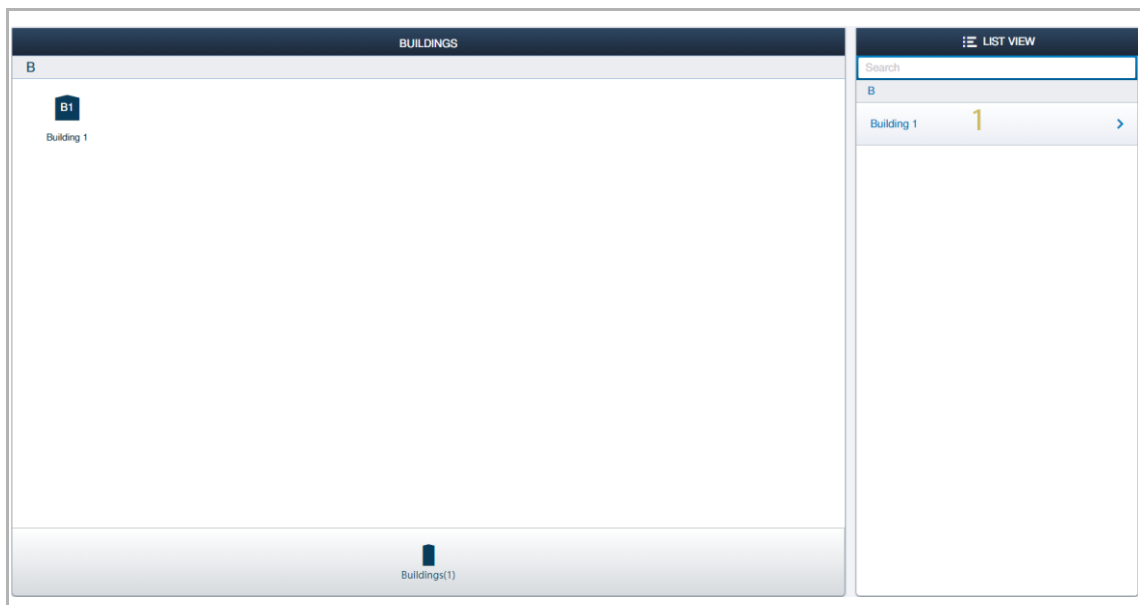 BUILDINGS
B
B1
Building 1
Buildings(1)
LIST VIEW
Search
B
Building 1
1